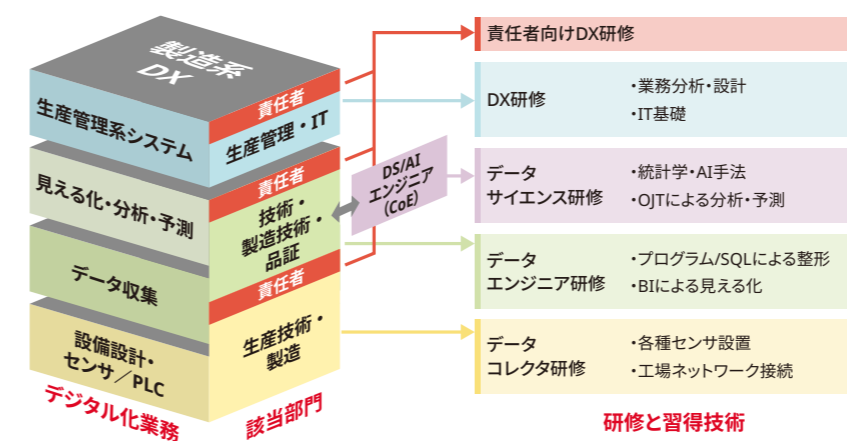 製造系
DX
生産管理系システム
見える化・分析・予測
データ収集
設備設計・
センサ／PLC
デジタル化業務
責任者
生産管理・IT
責任者
技術・
製造技術・
品証
責任者
生産技術・
製造
該当部門
DS/AI
エンジニア
（CoE）
責任者向けDX研修
DX研修
・業務分析・設計
・IT基礎
データ
サイエンス研修
・統計学・AI手法
・OJTによる分析・予測
データ
エンジニア研修
・プログラム/SQLによる整形
・BIによる見える化
データ
コレクタ研修
・各種センサ設置
・工場ネットワーク接続
研修と習得技術